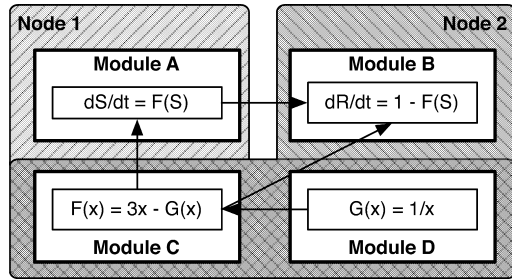 Node 1
Node 2
Module A
Module B
dS/dt = F(S)
dR/dt = 1 - F(S)
F(x) = 3x - G(x)
G(x) = 1/x
Module C
Module D